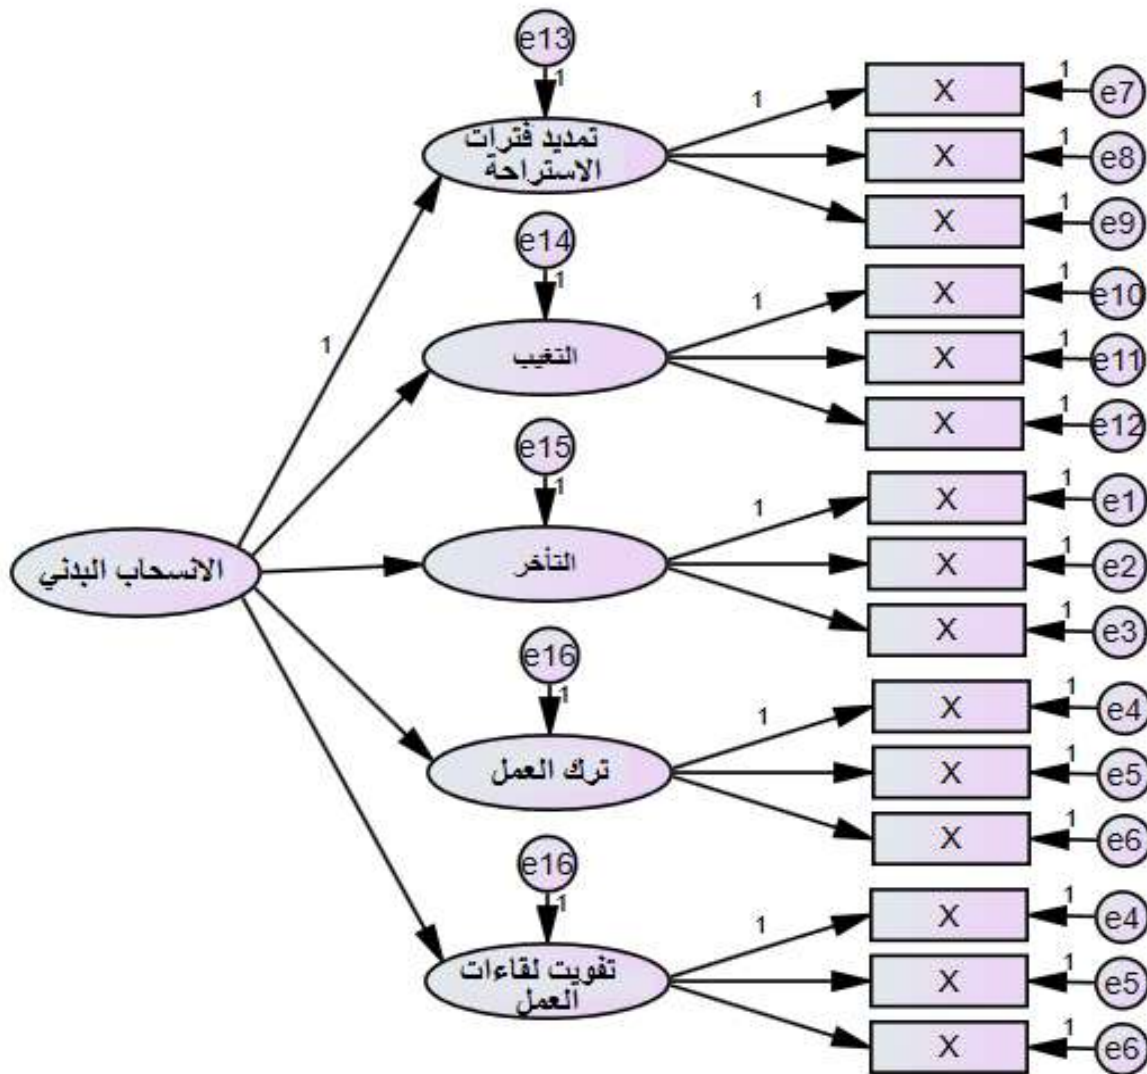 e13
1
تمديد فترات
الاستراحة
1
X
1
e7
X
1
e8
X
1
e9
e14
1
1
التغيب
1
X
1
e10
X
1
e11
X
1
e12
e15
1
الانسحاب البدني
التأخر
1
X
1
e1
X
1
e2
X
1
e3
e16
1
ترك العمل
1
X
1
e4
X
1
e5
X
1
e6
e16
1
تفويت لقاءات
العمل
1
X
1
e4
X
1
e5
X
1
e6